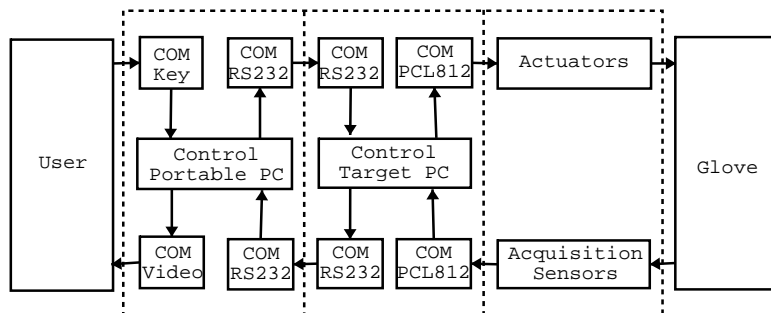 User
COM
Key
COM
RS232
COM
RS232
COM
PCL812
Actuators
Glove
Control
Portable PC
Control
Target PC
COM
Video
COM
RS232
COM
RS232
COM
PCL812
Acquisition
Sensors